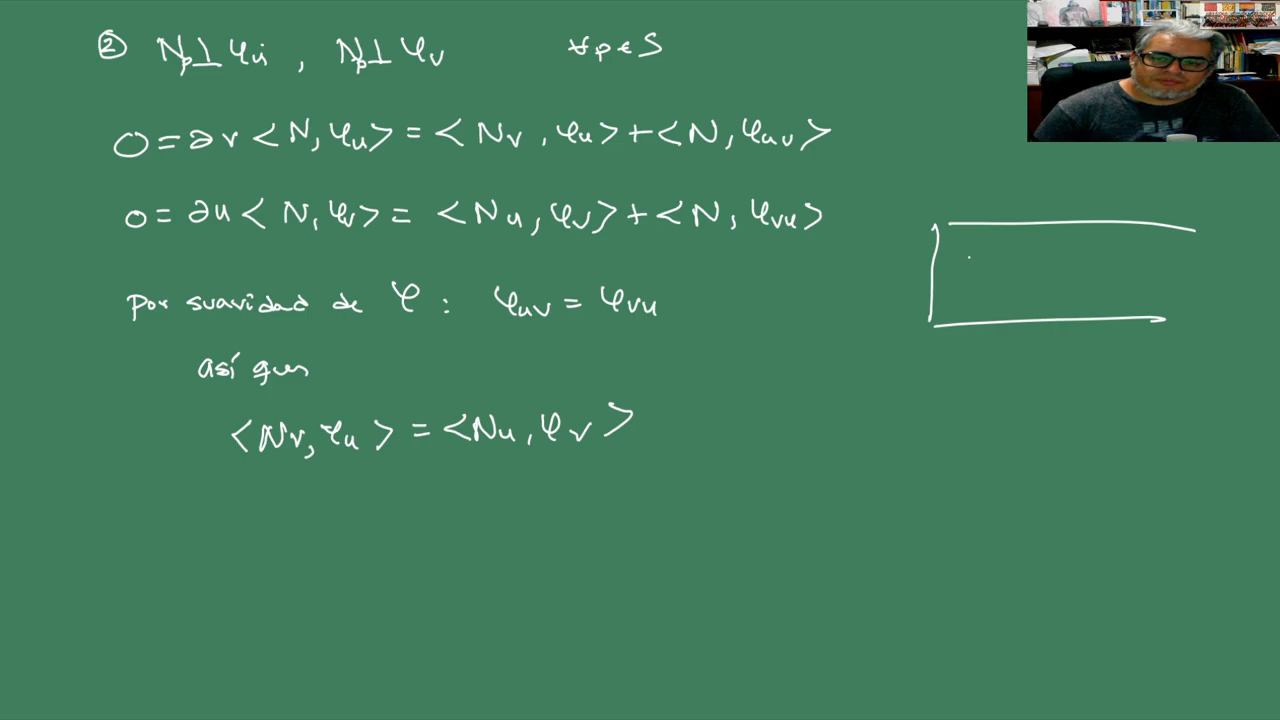 ② N_p ⊥ φ_u , N_p ⊥ φ_v ∀ p ∈ S
0 = ∂v < N, φ_u > = < N_v , φ_u > + < N, φ_uv >
0 = ∂u < N, φ_v > = < N_u, φ_v > + < N, φ_vu >
Por suavidad de φ : φ_uv = φ_vu
así que
< N_v, φ_u > = < N_u, φ_v >